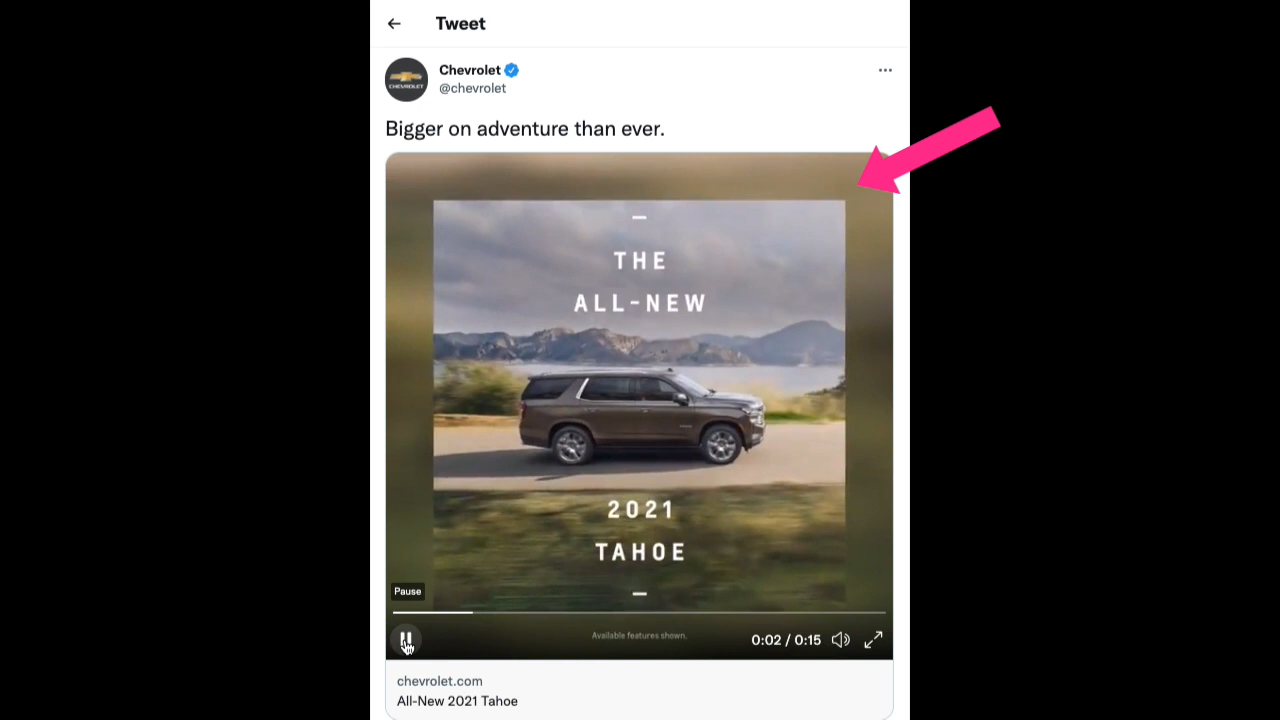 Tweet
Chevrolet
@chevrolet
CHEVROLET
Bigger on adventure than ever.
THE
ALL-NEW
2021
TAHOE
Pause
Available features shown.
0:02 / 0:15
chevrolet.com
All-New 2021 Tahoe